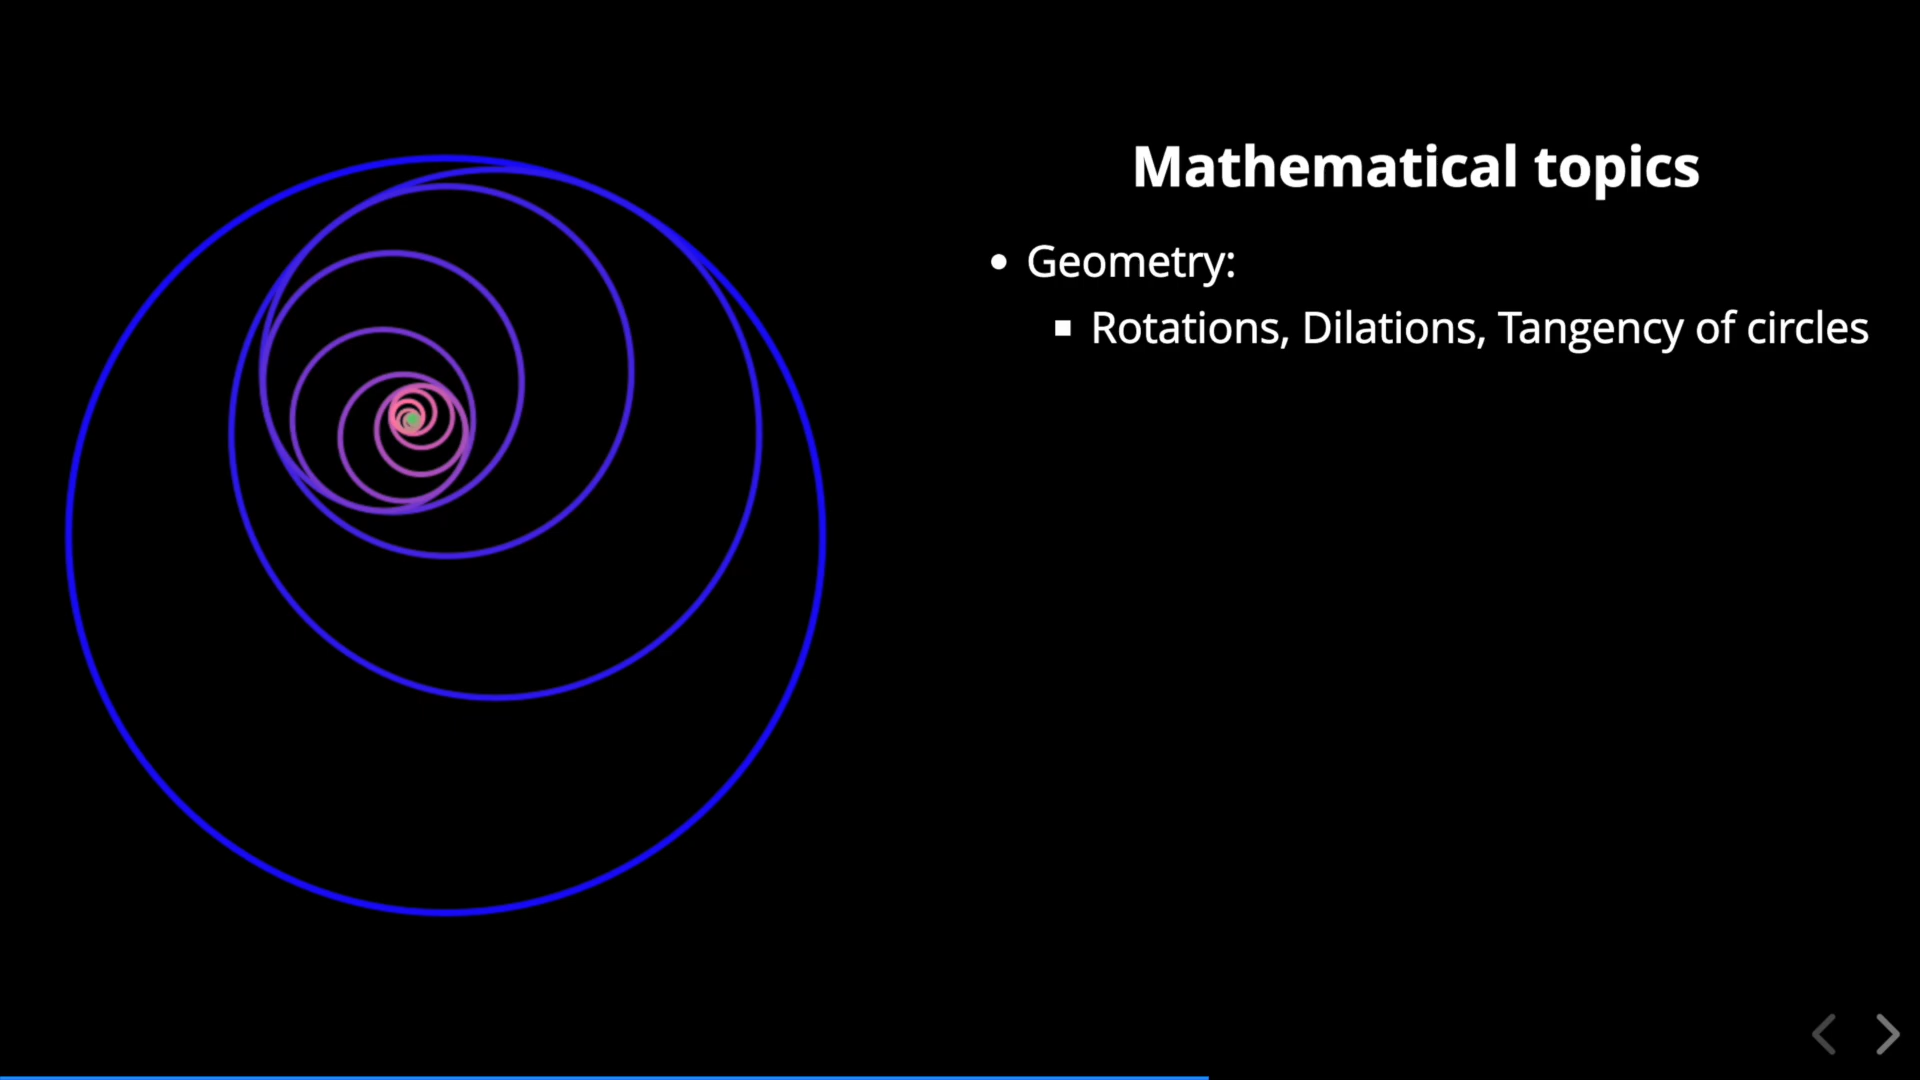 Mathematical topics
Geometry:
Rotations, Dilations, Tangency of circles